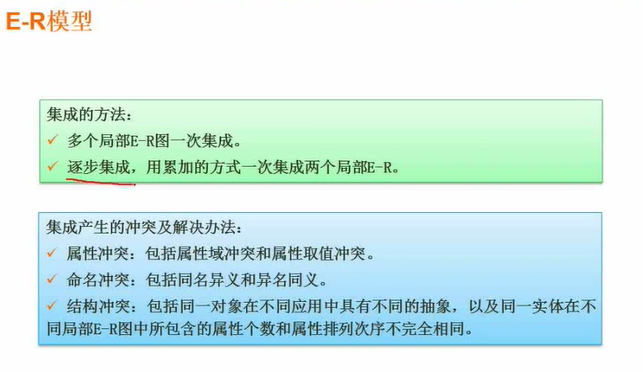 E-R模型
集成的方法：
多个局部E-R图一次集成。
逐步集成，用累加的方式一次集成两个局部E-R。
集成产生的冲突及解决办法：
属性冲突：包括属性域冲突和属性取值冲突。
命名冲突：包括同名异义和异名同义。
结构冲突：包括同一对象在不同应用中具有不同的抽象，以及同一实体在不
同局部E-R图中所包含的属性个数和属性排列次序不完全相同。